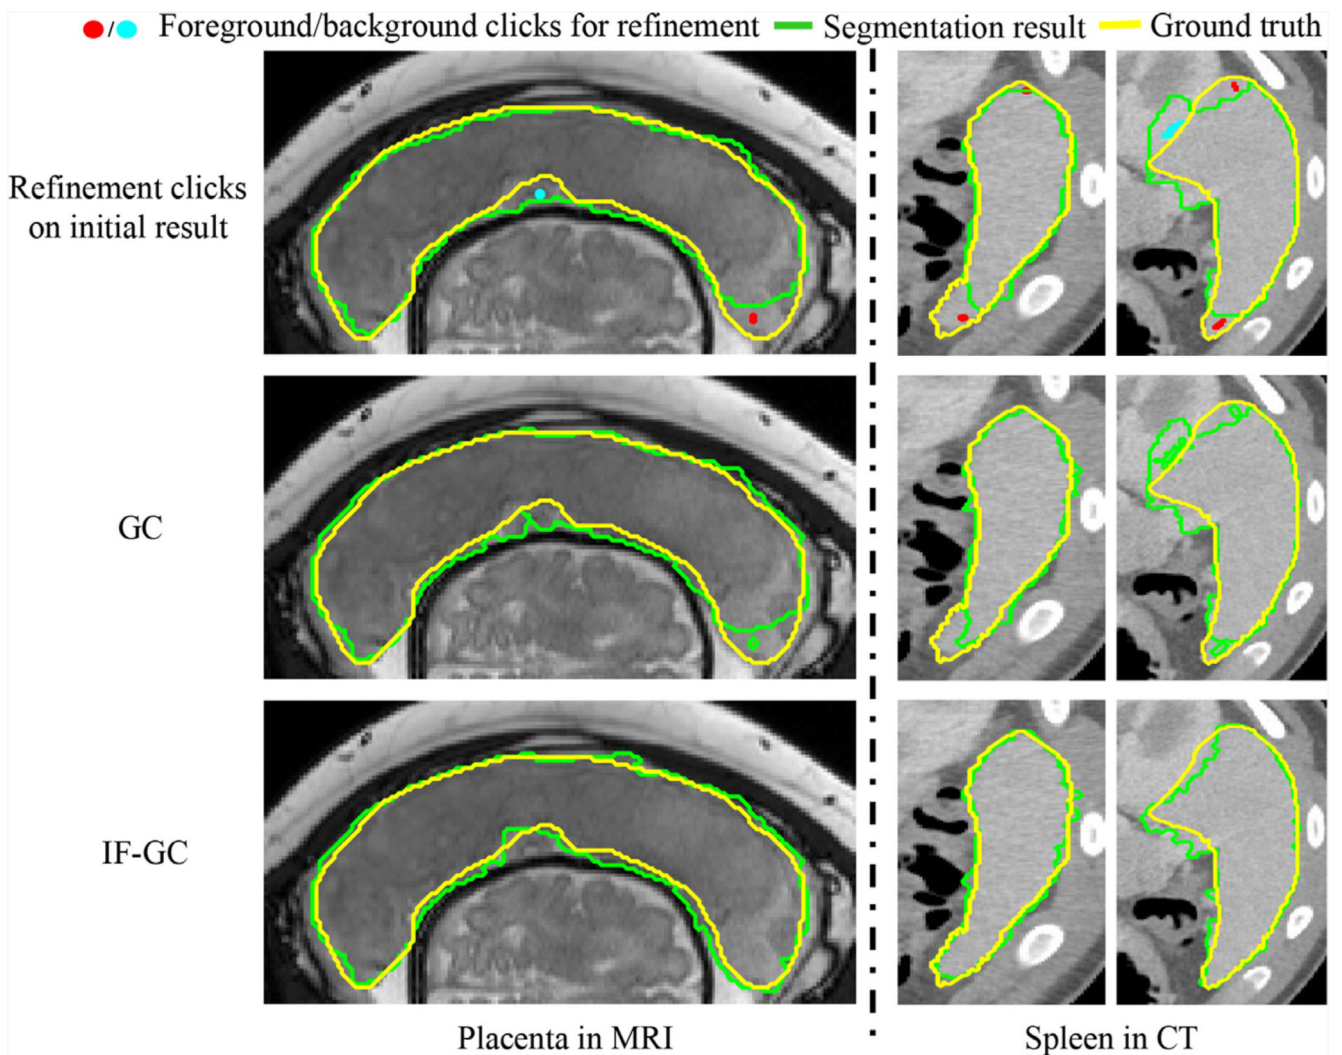 / Foreground/background clicks for refinement Segmentation result Ground truth
Refinement clicks
on initial result
GC
IF-GC
Placenta in MRI Spleen in CT